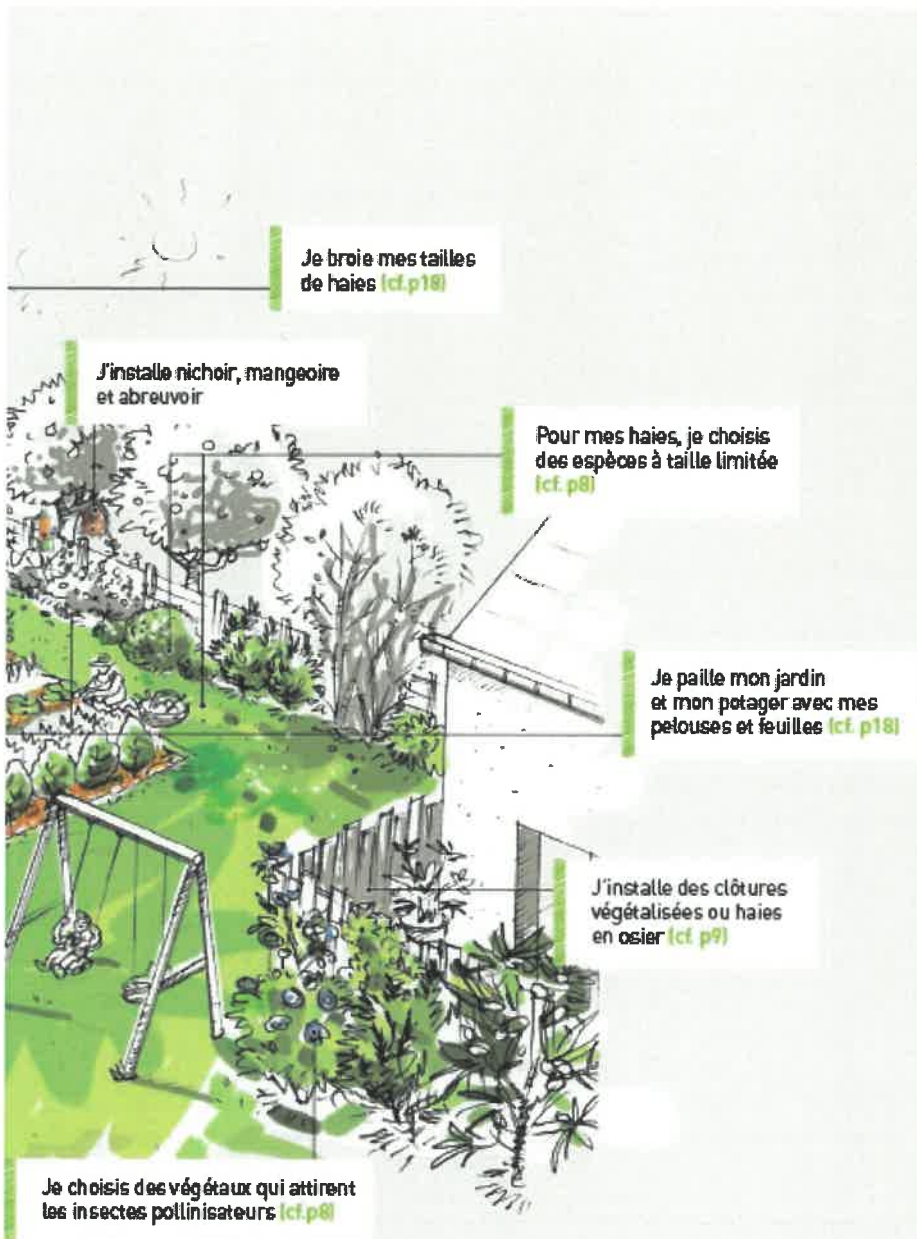 Je broie mes tailles
de haies (cf.p18)
J'installe nichoir, mangeoire
et abreuvoir
Pour mes haies, je choisis
des espèces à taille limitée
(cf. p8)
Je paille mon jardin
et mon potager avec mes
pelouses et feuilles (cf. p18)
J'installe des clôtures
végétalisées ou haies
en osier (cf. p9)
Je choisis des végétaux qui attirent
les insectes pollinisateurs (cf.p8)